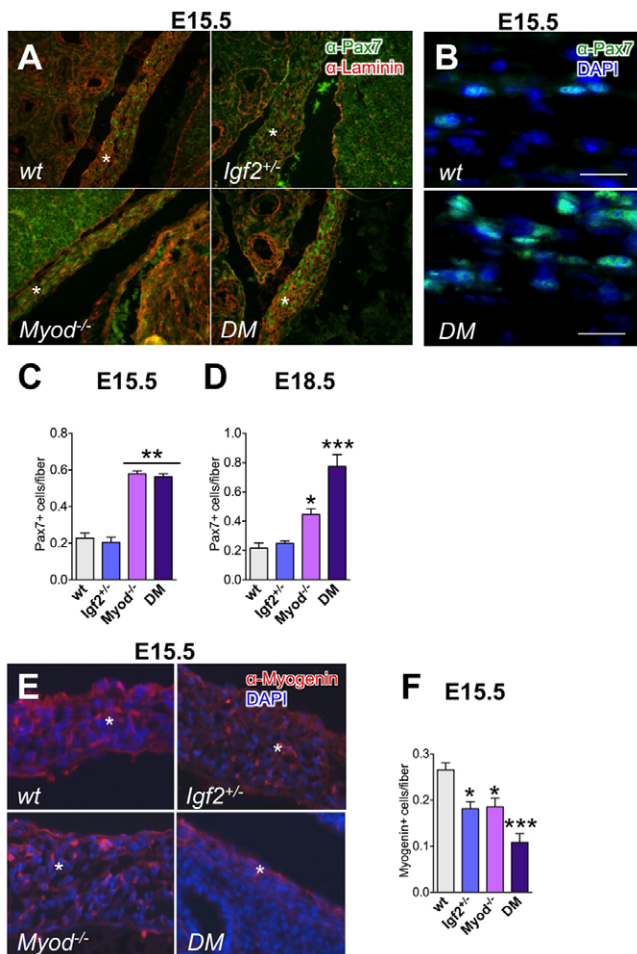 E15.5
E15.5
A
α-Pax7
α-Laminin
*
wt
*
Igf2+/-
*
Myod-/-
*
DM
B
α-Pax7
DAPI
wt
DM
C
E15.5
**
Pax7+ cells/fiber
0.8
0.6
0.4
0.2
0.0
wt
Igf2+/-
Myod-/-
DM
D
E18.5
***
*
Pax7+ cells/fiber
1.0
0.8
0.6
0.4
0.2
0.0
wt
Igf2+/-
Myod-/-
DM
E15.5
E
α-Myogenin
DAPI
*
wt
*
Igf2+/-
*
Myod-/-
*
DM
F
E15.5
*
*
***
Myogenin+ cells/fiber
0.3
0.2
0.1
0.0
wt
Igf2+/-
Myod-/-
DM